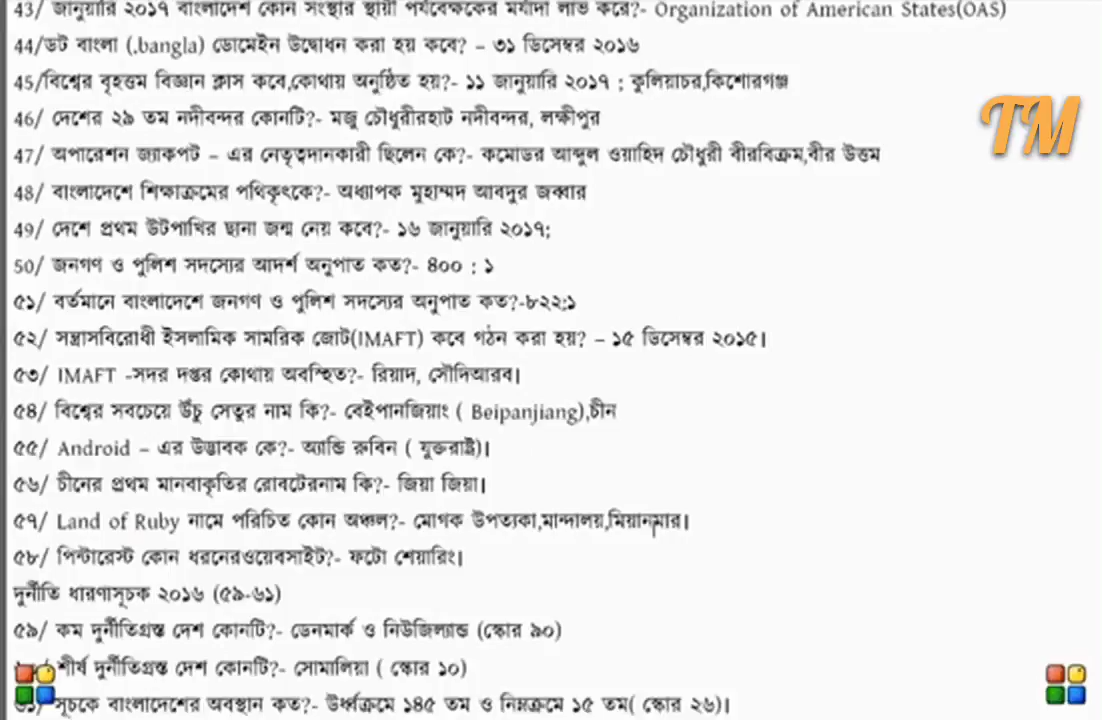 43/ জানুয়ারি ২০১৭ বাংলাদেশ কোন সংস্থার স্থায়ী পর্যবেক্ষকের মর্যাদা লাভ করে?- Organization of American States(OAS)
44/ডট বাংলা (.bangla) ডোমেইন উদ্বোধন করা হয় কবে? – ৩১ ডিসেম্বর ২০১৬
45/বিশ্বের বৃহত্তম বিজ্ঞান ক্লাস কবে,কোথায় অনুষ্ঠিত হয়?- ১১ জানুয়ারি ২০১৭ ; কুলিয়াচর,কিশোরগঞ্জ
TM
46/ দেশের ২৯ তম নদীবন্দর কোনটি?- মজু চৌধুরীরহাট নদীবন্দর, লক্ষীপুর
47/ অপারেশন জ্যাকপট – এর নেতৃত্বদানকারী ছিলেন কে?- কমোডর আব্দুল ওয়াহিদ চৌধুরী বীরবিক্রম,বীর উত্তম
48/ বাংলাদেশে শিক্ষাক্রমের পথিকৃৎকে?- অধ্যাপক মুহাম্মদ আবদুর জব্বার
49/ দেশে প্রথম উটপাখির ছানা জন্ম নেয় কবে?- ১৬ জানুয়ারি ২০১৭;
50/ জনগণ ও পুলিশ সদস্যের আদর্শ অনুপাত কত?- ৪০০ : ১
৫১/ বর্তমানে বাংলাদেশে জনগণ ও পুলিশ সদস্যের অনুপাত কত?-৮২২:১
৫২/ সন্ত্রাসবিরোধী ইসলামিক সামরিক জোট(IMAFT) কবে গঠন করা হয়? – ১৫ ডিসেম্বর ২০১৫।
৫৩/ IMAFT -সদর দপ্তর কোথায় অবস্থিত?- রিয়াদ, সৌদিআরব।
৫৪/ বিশ্বের সবচেয়ে উঁচু সেতুর নাম কি?- বেইপানজিয়াং ( Beipanjiang),চীন
৫৫/ Android – এর উদ্ভাবক কে?- অ্যান্ডি রুবিন ( যুক্তরাষ্ট্র)।
৫৬/ চীনের প্রথম মানবাকৃতির রোবটেরনাম কি?- জিয়া জিয়া।
৫৭/ Land of Ruby নামে পরিচিত কোন অঞ্চল?- মোগক উপত্যকা,মান্দালয়,মিয়ানমার।
৫৮/ পিন্টারেস্ট কোন ধরনেরওয়েবসাইট?- ফটো শেয়ারিং।
দুর্নীতি ধারণাসূচক ২০১৬ (৫৯-৬১)
৫৯/ কম দুর্নীতিগ্রস্ত দেশ কোনটি?- ডেনমার্ক ও নিউজিল্যান্ড (স্কোর ৯০)
শীর্ষ দুর্নীতিগ্রস্ত দেশ কোনটি?- সোমালিয়া ( স্কোর ১০)
৬১/ সূচকে বাংলাদেশের অবস্থান কত?- উর্ধ্বক্রমে ১৪৫ তম ও নিম্নক্রমে ১৫ তম( স্কোর ২৬)।